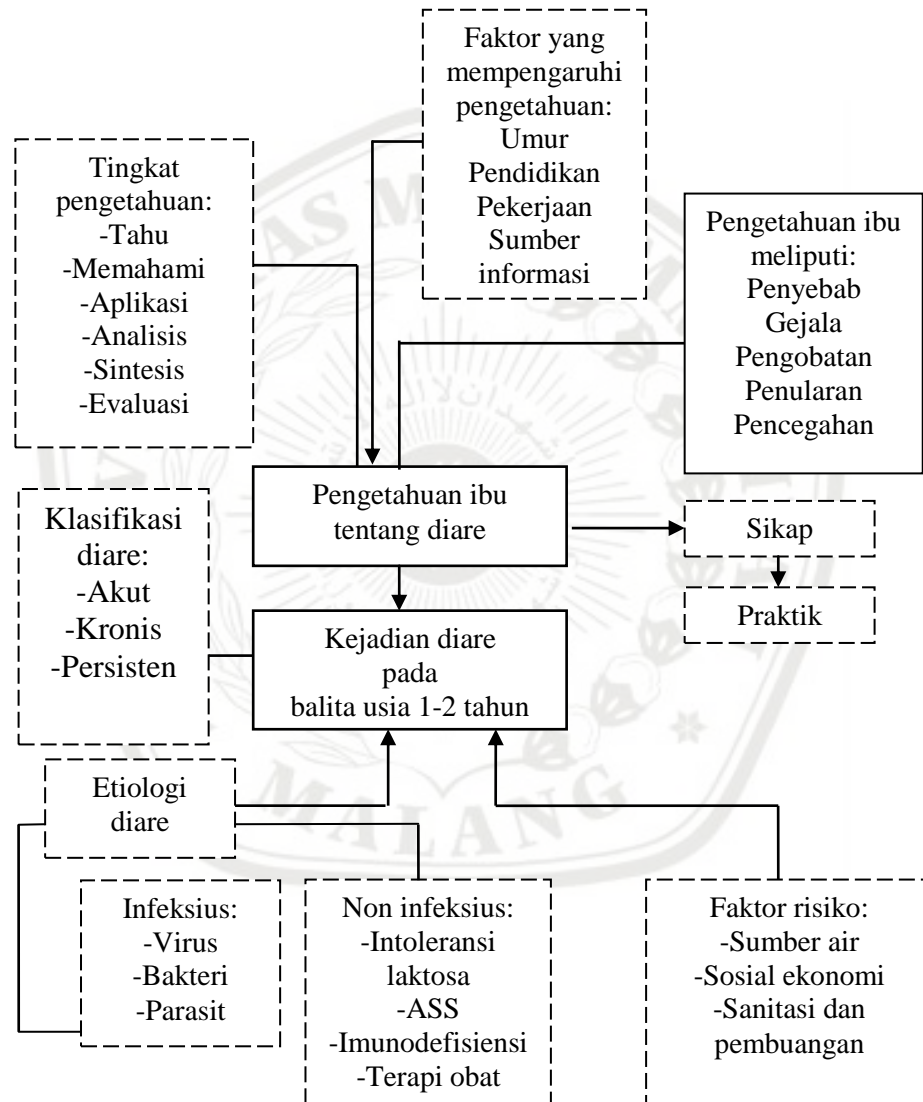 Faktor yang
mempengaruhi
pengetahuan:
Umur
Pendidikan
Pekerjaan
Sumber
informasi
Tingkat
pengetahuan:
-Tahu
-Memahami
-Aplikasi
-Analisis
-Sintesis
-Evaluasi
Pengetahuan ibu
meliputi:
Penyebab
Gejala
Pengobatan
Penularan
Pencegahan
Pengetahuan ibu
tentang diare
Sikap
Praktik
Klasifikasi
diare:
-Akut
-Kronis
-Persisten
Kejadian diare
pada
balita usia 1-2 tahun
Etiologi
diare
Infeksius:
-Virus
-Bakteri
-Parasit
Non infeksius:
-Intoleransi
laktosa
-ASS
-Imunodefisiensi
-Terapi obat
Faktor risiko:
-Sumber air
-Sosial ekonomi
-Sanitasi dan
pembuangan
MALANG